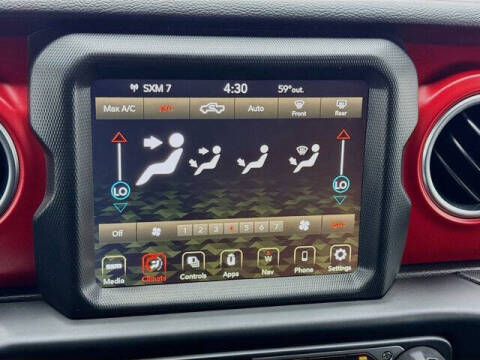 SXM 7 4:30 59° out.
Max A/C Auto Front Rear
LO LO
Off 1 2 3 4 5 6 7
Media Climate Controls Apps Nav Phone Settings